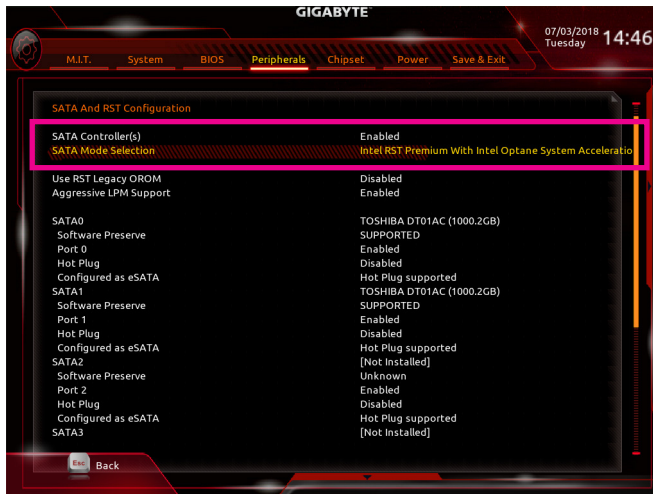 GIGABYTE
07/03/2018 14:46
Tuesday
M.I.T. System BIOS Peripherals Chipset Power Save & Exit
SATA And RST Configuration
SATA Controller(s) Enabled
SATA Mode Selection Intel RST Premium With Intel Optane System Acceleratio
Use RST Legacy OROM Disabled
Aggressive LPM Support Enabled
SATA0 TOSHIBA DT01AC (1000.2GB)
Software Preserve SUPPORTED
Port 0 Enabled
Hot Plug Disabled
Configured as eSATA Hot Plug supported
SATA1 TOSHIBA DT01AC (1000.2GB)
Software Preserve SUPPORTED
Port 1 Enabled
Hot Plug Disabled
Configured as eSATA Hot Plug supported
SATA2 [Not Installed]
Software Preserve Unknown
Port 2 Enabled
Hot Plug Disabled
Configured as eSATA Hot Plug supported
SATA3 [Not Installed]
Esc Back